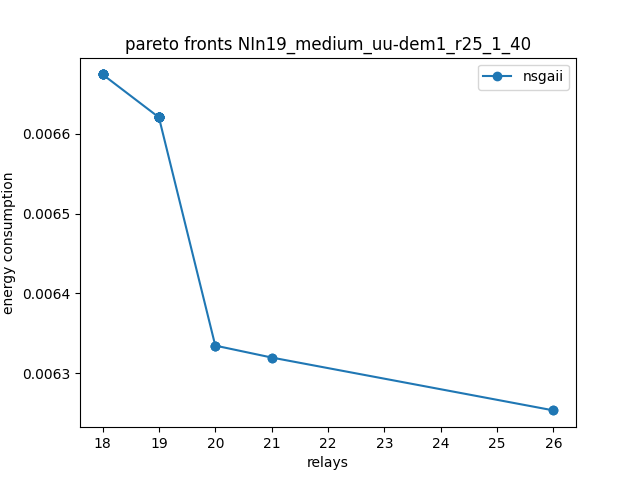 pareto fronts NIn19_medium_uu-dem1_r25_1_40
nsgaii
energy consumption
0.0066
0.0065
0.0064
0.0063
18 19 20 21 22 23 24 25 26
relays